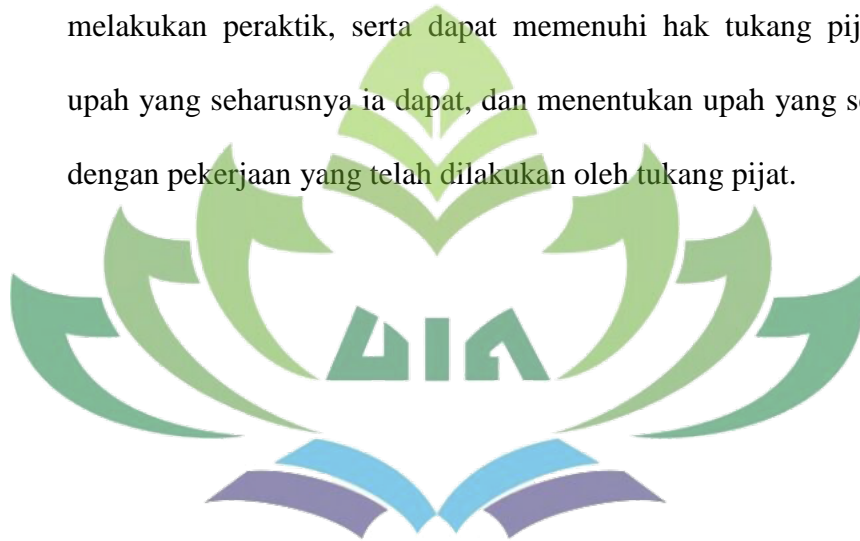 melakukan peraktik, serta dapat memenuhi hak tukang pij
upah yang seharusnya ia dapat, dan menentukan upah yang se
dengan pekerjaan yang telah dilakukan oleh tukang pijat.
UIN